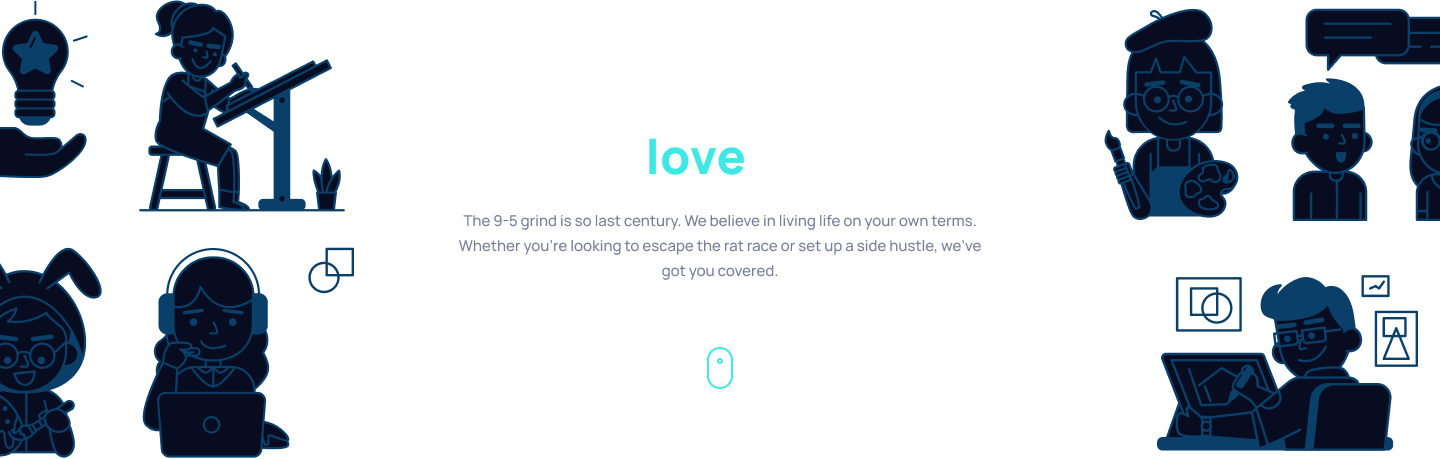 love
The 9-5 grind is so last century. We believe in living life on your own terms.
Whether you're looking to escape the rat race or set up a side hustle, we've
got you covered.